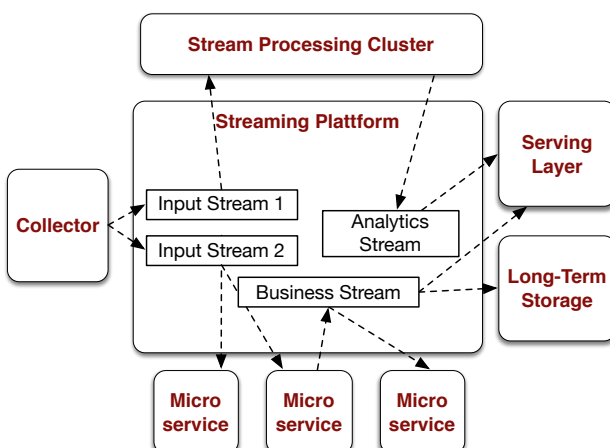 Stream Processing Cluster
Streaming Plattform
Serving
Layer
Collector
Input Stream 1
Input Stream 2
Analytics
Stream
Business Stream
Long-Term
Storage
Micro
service
Micro
service
Micro
service